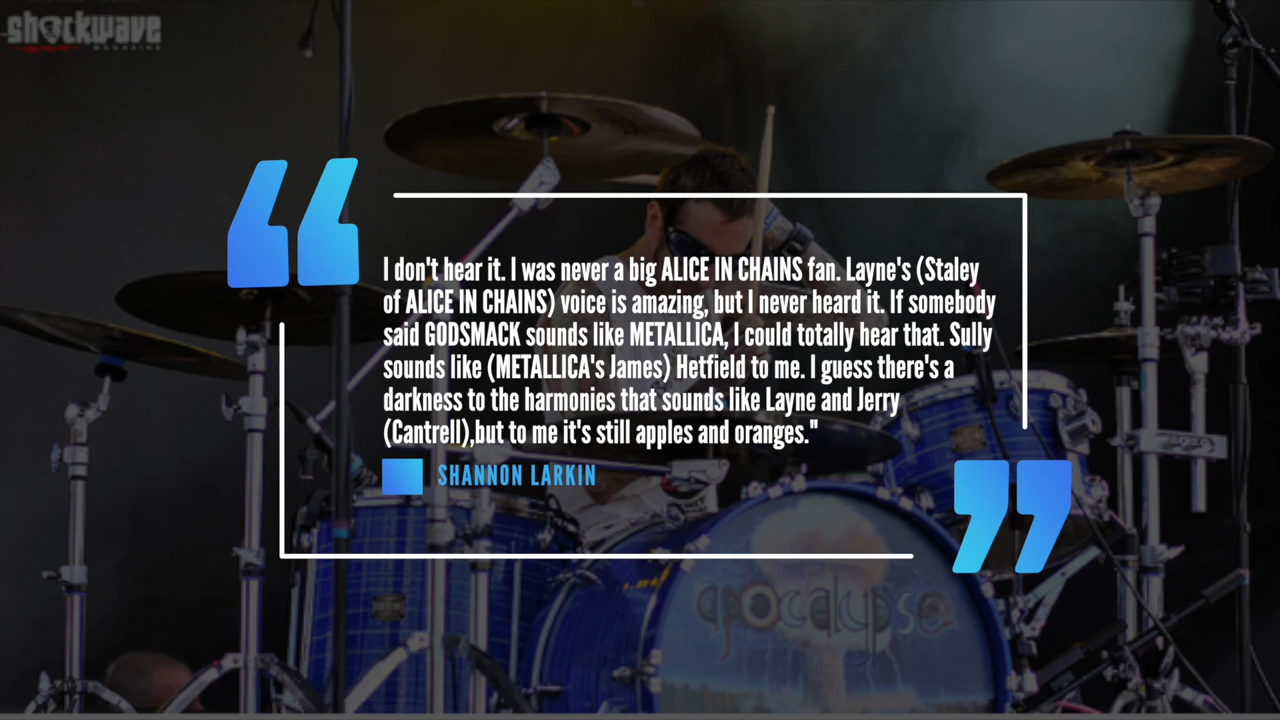 shockwave
MAGAZINE
I don't hear it. I was never a big ALICE IN CHAINS fan. Layne's (Staley
of ALICE IN CHAINS) voice is amazing, but I never heard it. If somebody
said GODSMACK sounds like METALLICA, I could totally hear that. Sully
sounds like (METALLICA's James) Hetfield to me. I guess there's a
darkness to the harmonies that sounds like Layne and Jerry
(Cantrell),but to me it's still apples and oranges."
SHANNON LARKIN
apocalypse